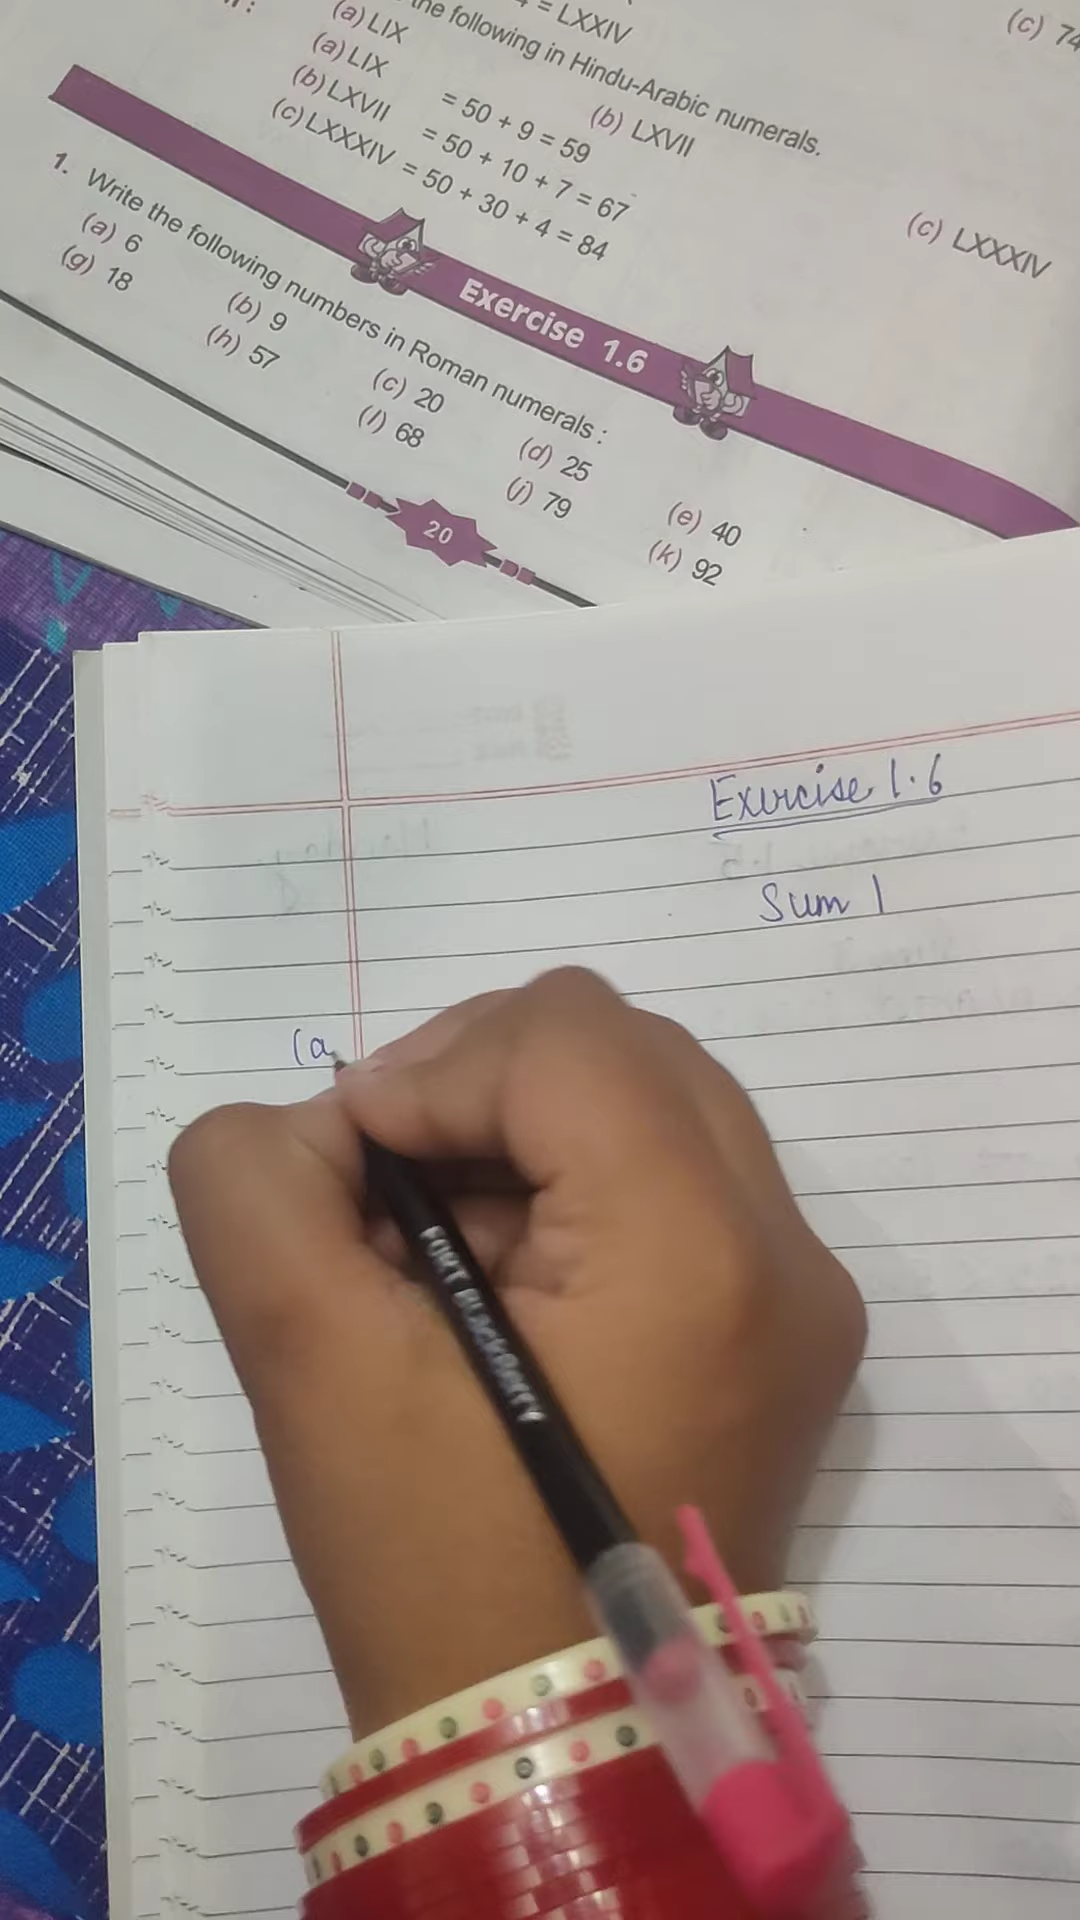 = LXXIV
(c) 74
the following in Hindu-Arabic numerals.
(a) LIX
(b) LXVII
(c) LXXXIV
(a) LIX = 50 + 9 = 59
(b) LXVII = 50 + 10 + 7 = 67
(c) LXXXIV = 50 + 30 + 4 = 84
Exercise 1.6
1. Write the following numbers in Roman numerals :
(a) 6 (b) 9 (c) 20 (d) 25 (e) 40
(g) 18 (h) 57 (i) 68 (j) 79 (k) 92
20
Exercise 1.6
Sum 1
(a
FORT BLACKBERRY